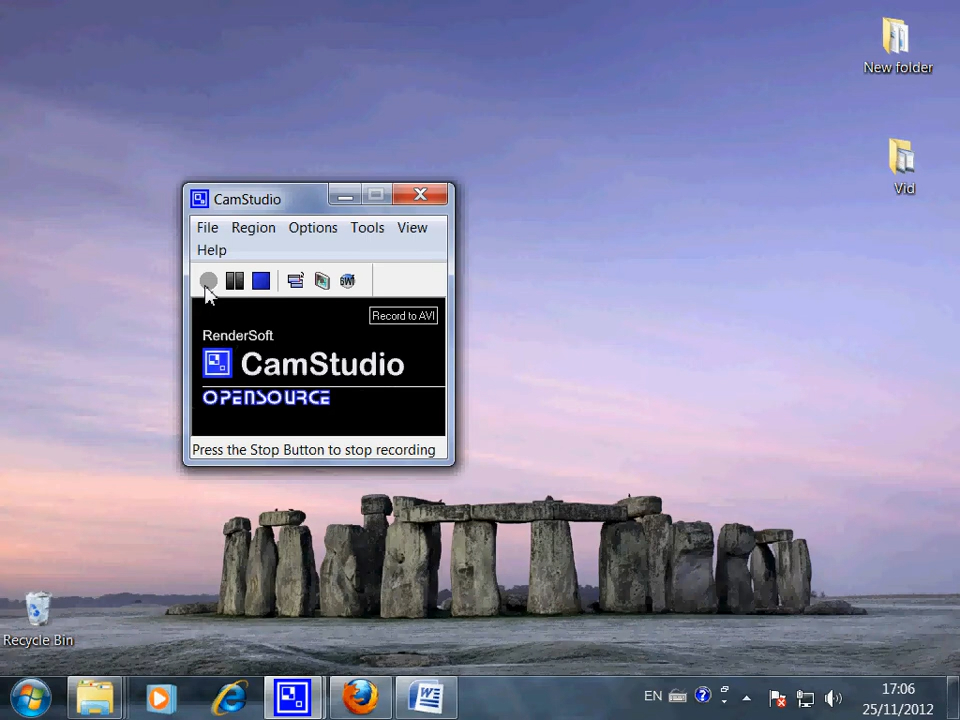 New folder
Vid
CamStudio
File Region Options Tools View
Help
SWF
Record to AVI
RenderSoft
CamStudio
OPENSOURCE
Press the Stop Button to stop recording
Recycle Bin
EN
17:06
25/11/2012